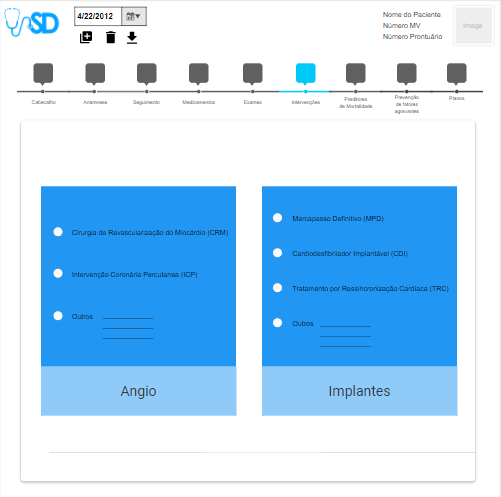 SD
4/22/2012
Nome do Paciente
Número MV
Número Prontuário
Image
Cabecalho
Anamnese
Seguimento
Medicamentos
Exames
Intervenções
Preditores
de Mortalidade
Prevenção
de fatores
agravantes
Planos
Cirurgia de Revascularização do Miocárdio (CRM)
Intervenção Coronária Percutanea (ICP)
Outros
Angio
Marcapasso Definitivo (MPD)
Cardiodesfibrilador Implantável (CDI)
Tratamento por Ressincronização Cardíaca (TRC)
Outros
Implantes